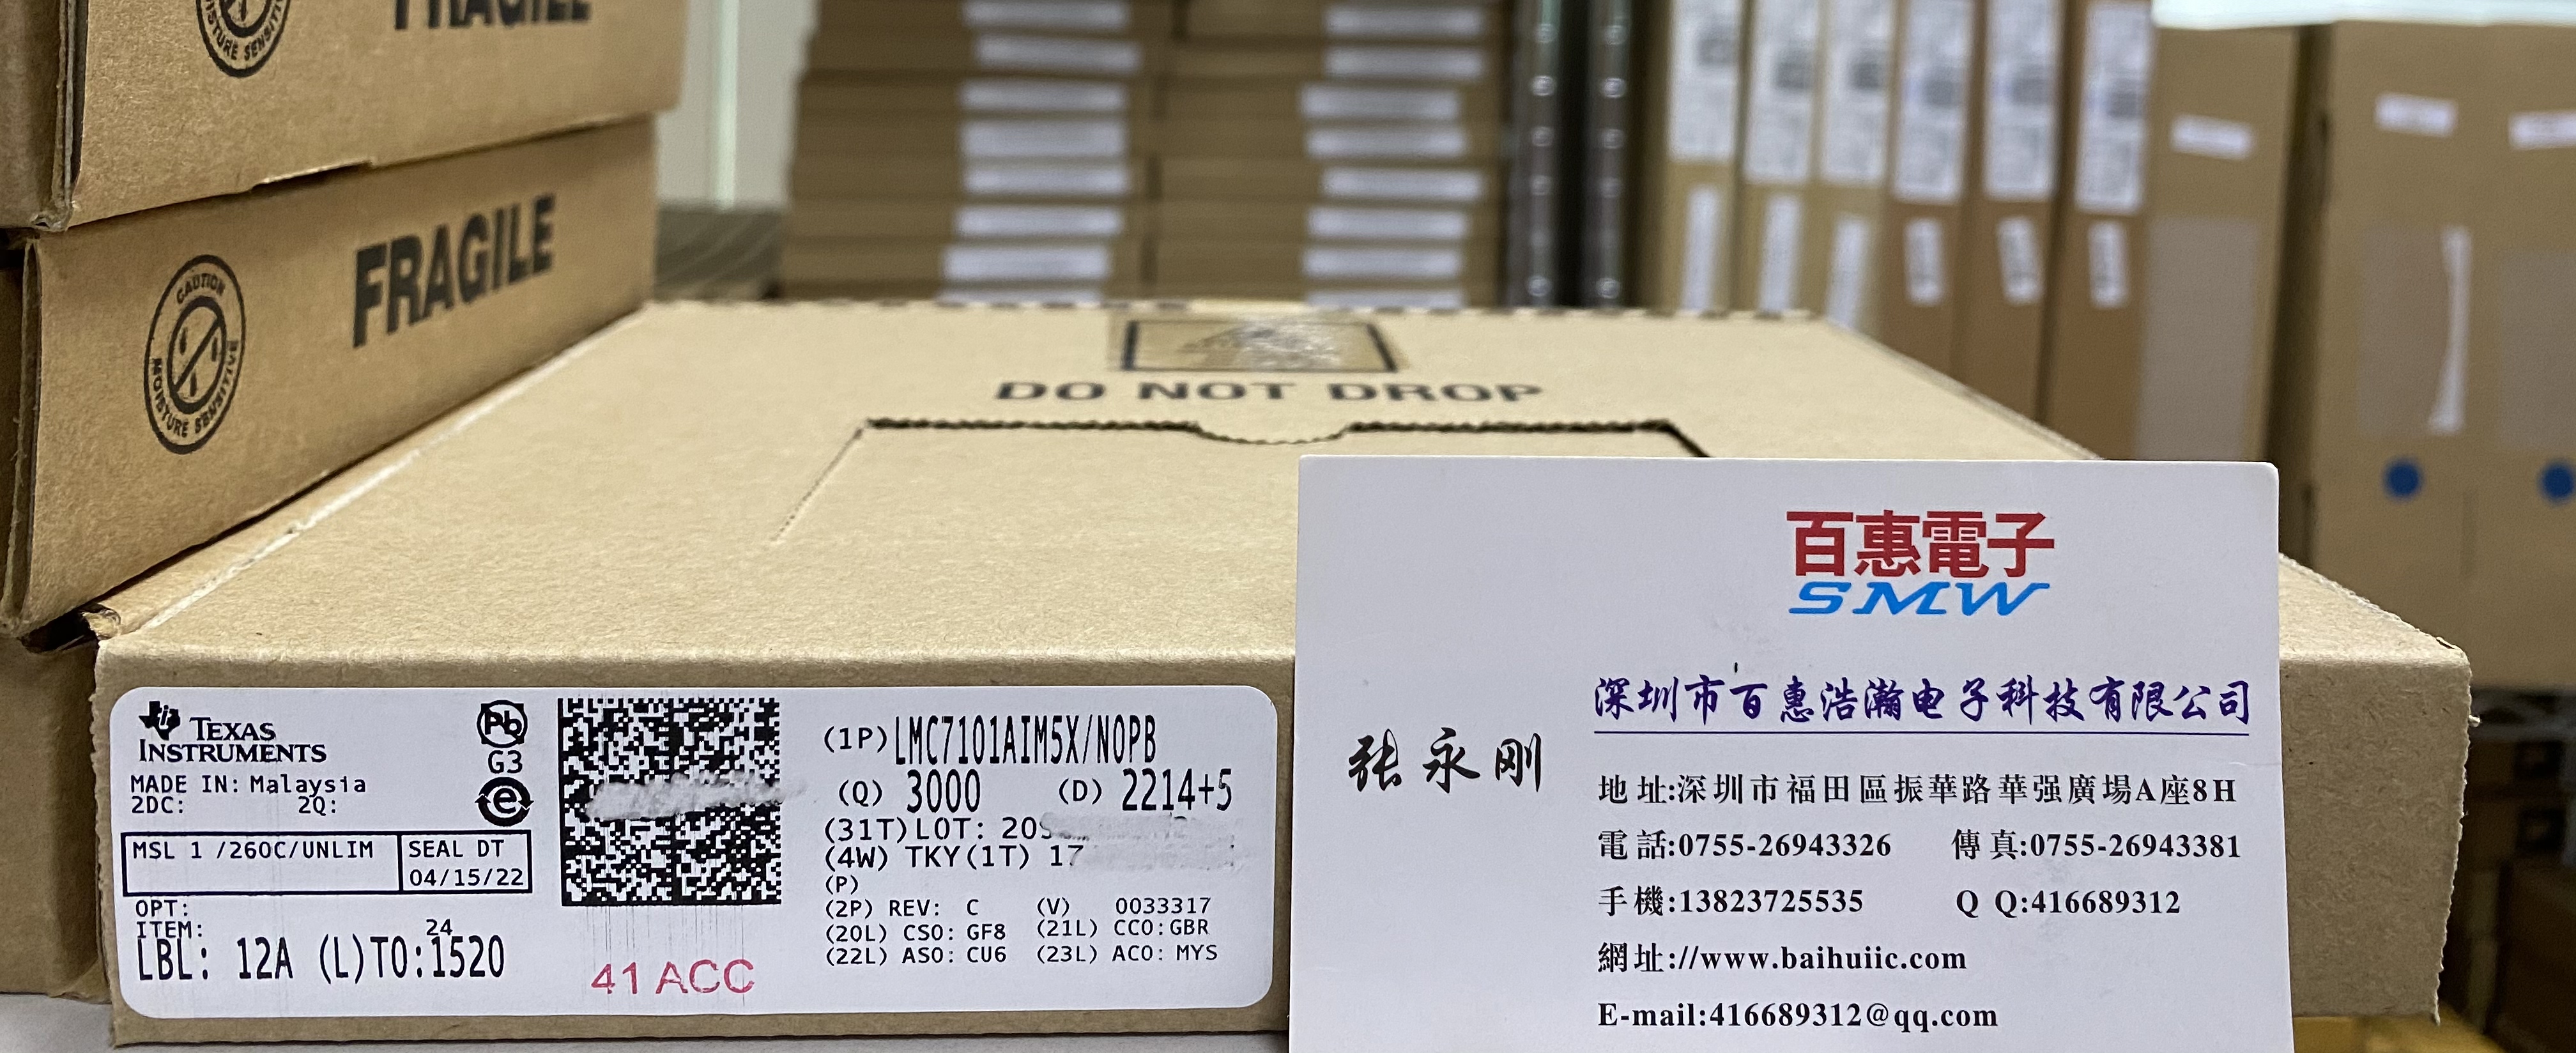 MOISTURE SENSITIVE
FRAGILE
CAUTION
MOISTURE SENSITIVE
FRAGILE
DO NOT DROP
TEXAS
INSTRUMENTS
MADE IN: Malaysia
2DC: 2Q:
Pb
G3
e
MSL 1 /260C/UNLIM
SEAL DT
04/15/22
OPT:
ITEM: 24
LBL: 12A (L)TO:1520
41 ACC
(1P)LMC7101AIM5X/NOPB
(Q) 3000 (D) 2214+5
(31T)LOT: 209
(4W) TKY(1T) 17
(P)
(2P) REV: C (V) 0033317
(20L) CSO: GF8 (21L) CCO:GBR
(22L) ASO: CU6 (23L) ACO: MYS
百惠電子
SMW
深圳市百惠浩瀚电子科技有限公司
张永刚
地址:深圳市福田區振華路華强廣場A座8H
電話:0755-26943326 傳真:0755-26943381
手機:13823725535 Q Q:416689312
網址://www.baihuiic.com
E-mail:416689312@qq.com